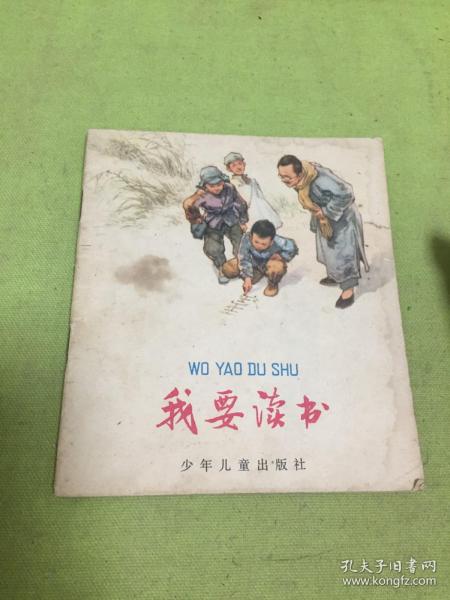 WO YAO DU SHU
我要读书
少年儿童出版社
孔夫子旧书网
www.kongfz.com